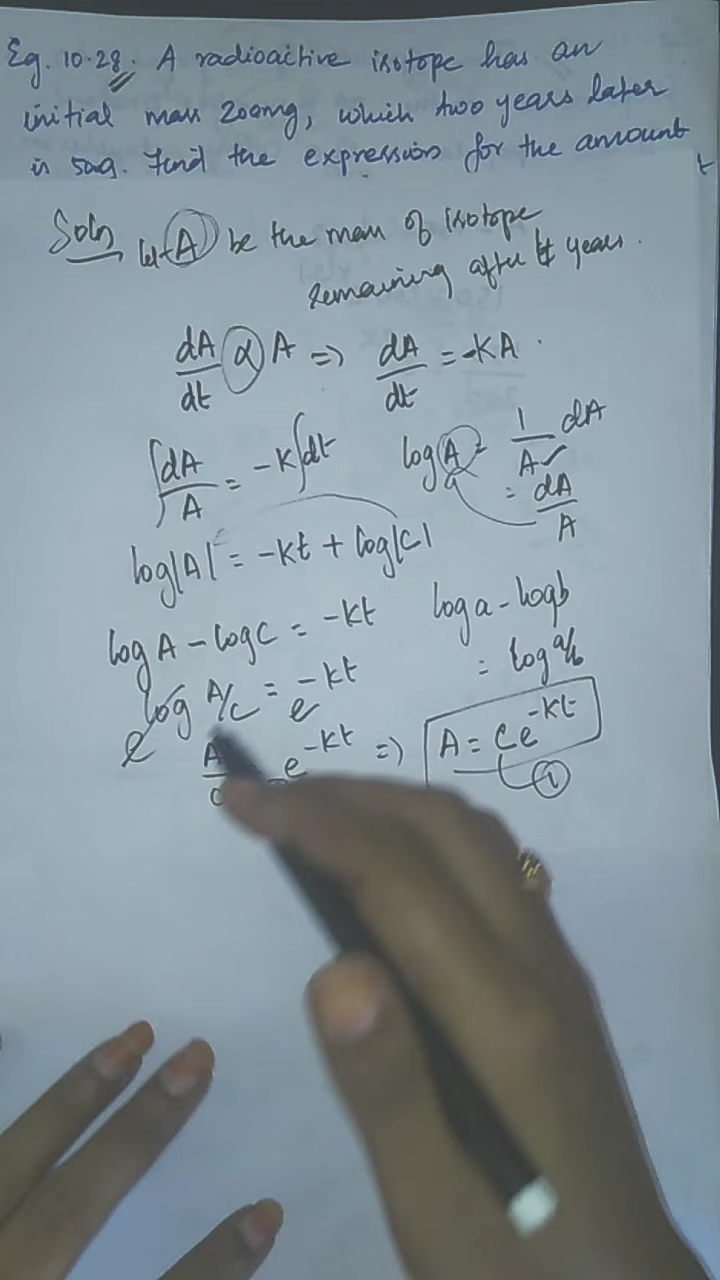 Eg. 10.28. A radioactive isotope has an
initial mass 200mg, which two years later
is 50mg. Find the expression for the amount
t
Soln let A be the mass of isotope
remaining after t years.
dA/dt ∝ A => dA/dt = -KA.
∫dA/A = -K∫dt
log A = 1/A dA
= dA/A
log|A| = -Kt + log|C|
log A - log C = -Kt
log a - log b
= log a/b
e^log A/C = e^-Kt
e^-Kt => A = Ce^-Kt
1